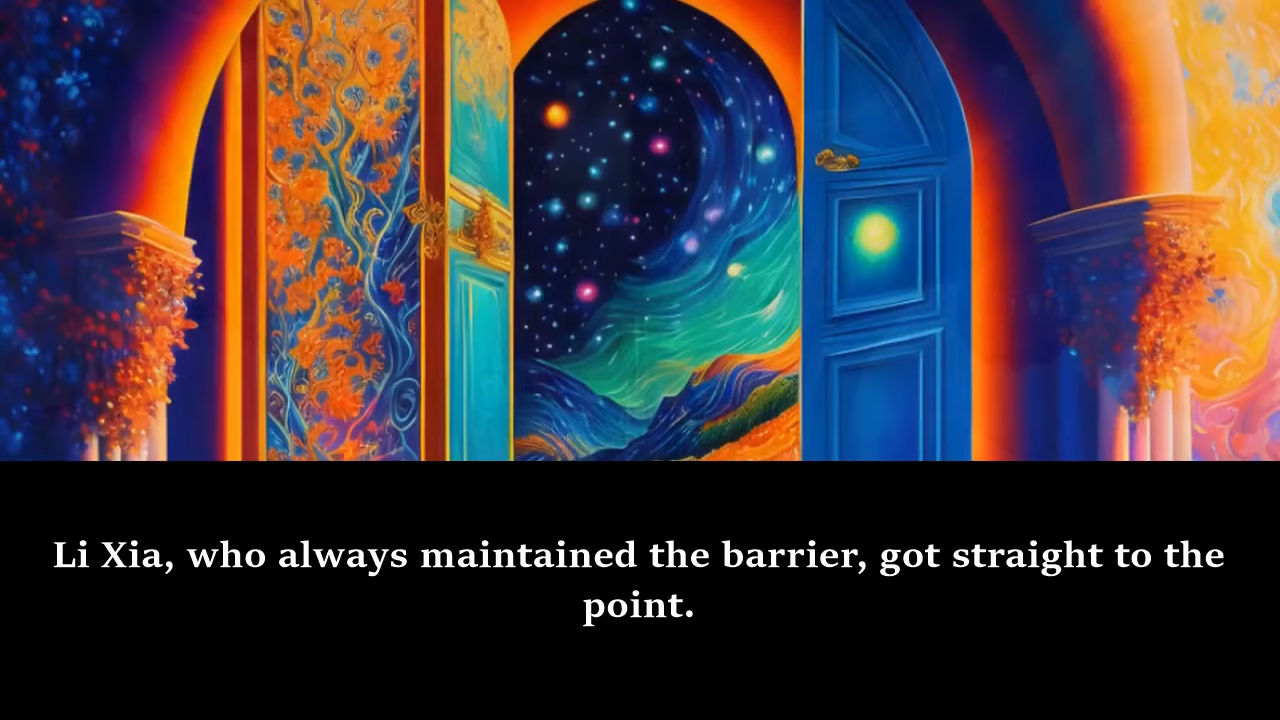 Li Xia, who always maintained the barrier, got straight to the
point.